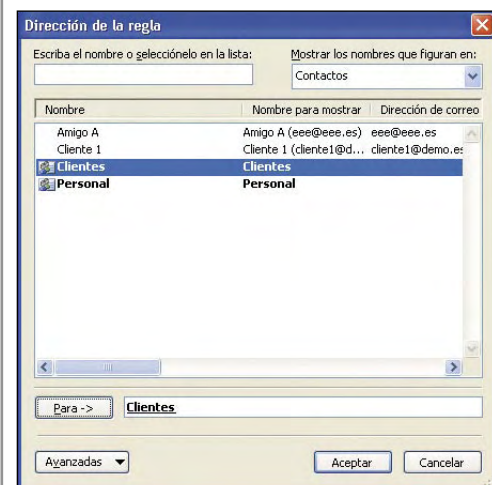 Dirección de la regla
Escriba el nombre o selecciónelo en la lista: Mostrar los nombres que figuran en:
Contactos
Nombre Nombre para mostrar Dirección de correo
Amigo A Amigo A (eee@eee.es) eee@eee.es
Cliente 1 Cliente 1 (cliente1@d... cliente1@demo.es
Clientes Clientes
Personal Personal
Para -> Clientes
Avanzadas Aceptar Cancelar